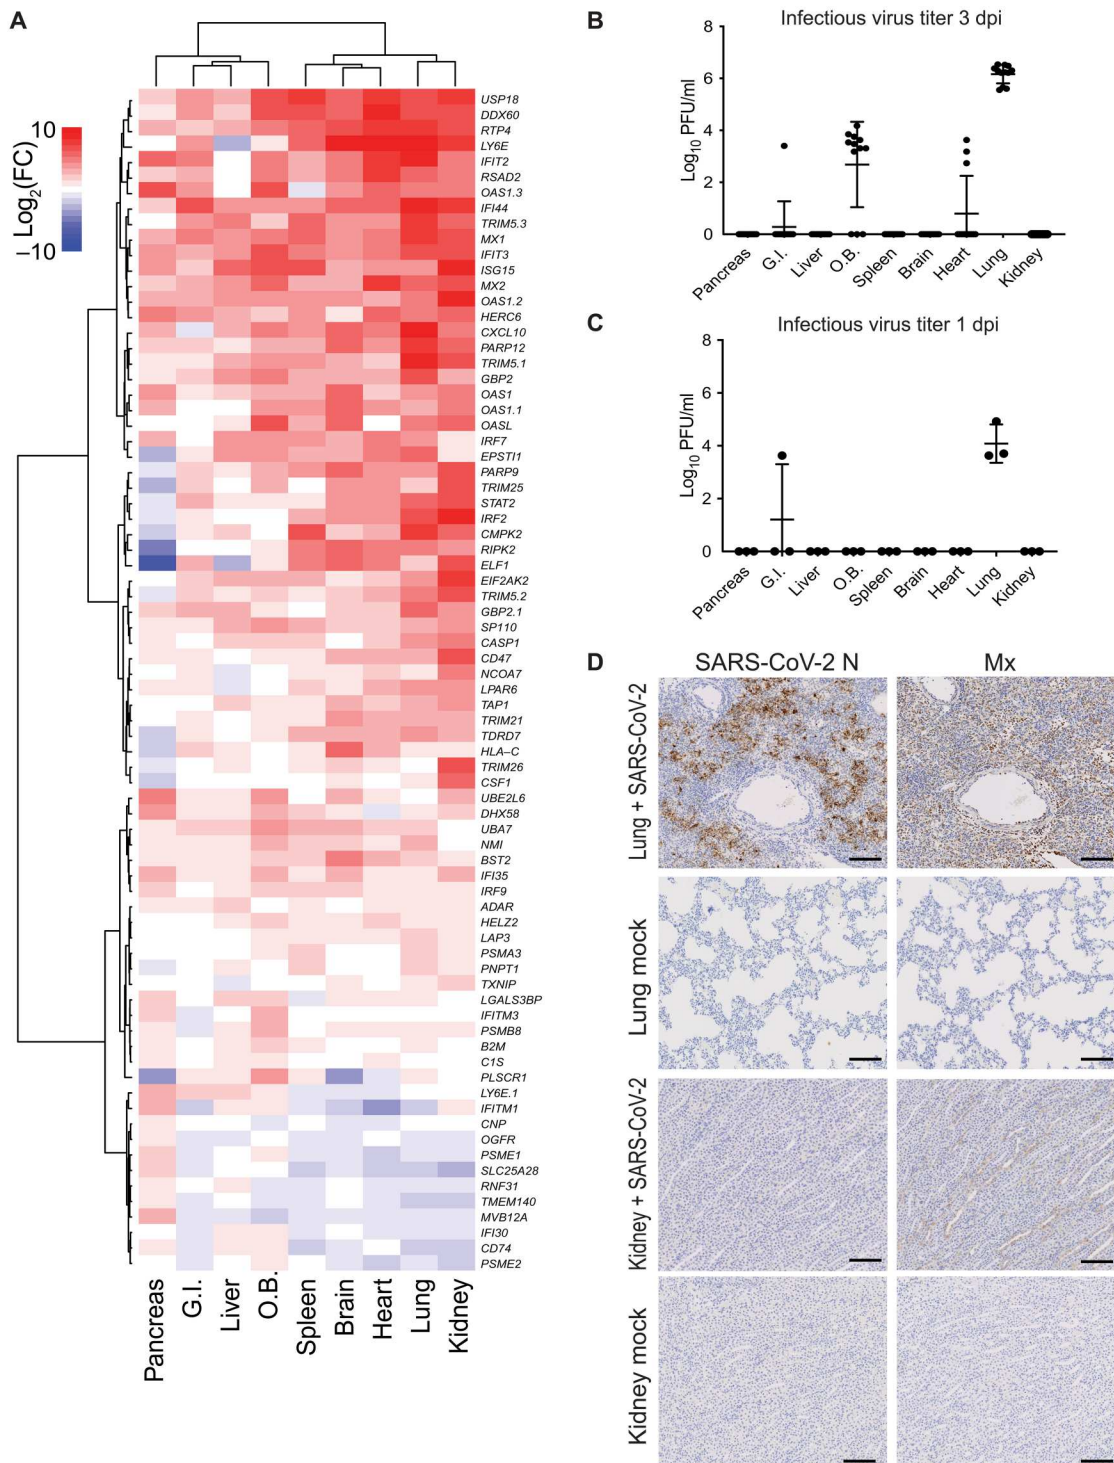 A
10
Log2(FC)
−10
USP18
DDX60
RTP4
LY6E
IFIT2
RSAD2
OAS1.3
IFI44
TRIM5.3
MX1
IFIT3
ISG15
MX2
OAS1.2
HERC6
CXCL10
PARP12
TRIM5.1
GBP2
OAS1
OAS1.1
OASL
IRF7
EPSTI1
PARP9
TRIM25
STAT2
IRF2
CMPK2
RIPK2
ELF1
EIF2AK2
TRIM5.2
GBP2.1
SP110
CASP1
CD47
NCOA7
LPAR6
TAP1
TRIM21
TDRD7
HLA−C
TRIM26
CSF1
UBE2L6
DHX58
UBA7
NMI
BST2
IFI35
IRF9
ADAR
HELZ2
LAP3
PSMA3
PNPT1
TXNIP
LGALS3BP
IFITM3
PSMB8
B2M
C1S
PLSCR1
LY6E.1
IFITM1
CNP
OGFR
PSME1
SLC25A28
RNF31
TMEM140
MVB12A
IFI30
CD74
PSME2
Pancreas
G.I.
Liver
O.B.
Spleen
Brain
Heart
Lung
Kidney
B
Infectious virus titer 3 dpi
Log10 PFU/ml
8
6
4
2
0
Pancreas
G.I.
Liver
O.B.
Spleen
Brain
Heart
Lung
Kidney
C
Infectious virus titer 1 dpi
Log10 PFU/ml
8
6
4
2
0
Pancreas
G.I.
Liver
O.B.
Spleen
Brain
Heart
Lung
Kidney
D
SARS-CoV-2 N
Mx
Lung + SARS-CoV-2
Lung mock
Kidney + SARS-CoV-2
Kidney mock